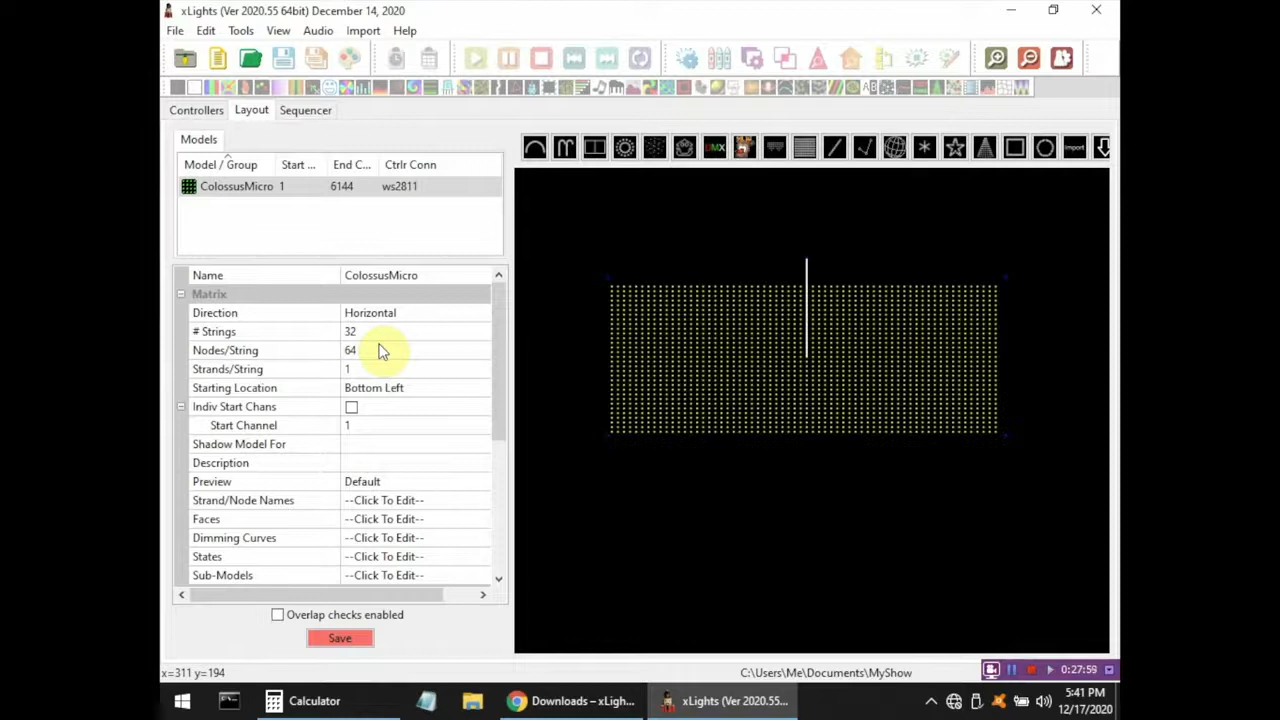 xLights (Ver 2020.55 64bit) December 14, 2020
File Edit Tools View Audio Import Help
Controllers Layout Sequencer
Models
Model / Group Start ... End C... Ctrlr Conn
ColossusMicro 1 6144 ws2811
DMX
Import
Name ColossusMicro
Matrix
Direction Horizontal
# Strings 32
Nodes/String 64
Strands/String 1
Starting Location Bottom Left
Indiv Start Chans
Start Channel 1
Shadow Model For
Description
Preview Default
Strand/Node Names --Click To Edit--
Faces --Click To Edit--
Dimming Curves --Click To Edit--
States --Click To Edit--
Sub-Models --Click To Edit--
Overlap checks enabled
Save
x=311 y=194 C:\Users\Me\Documents\MyShow 0:27:59
Calculator Downloads – xLigh... xLights (Ver 2020.55... 5:41 PM
12/17/2020